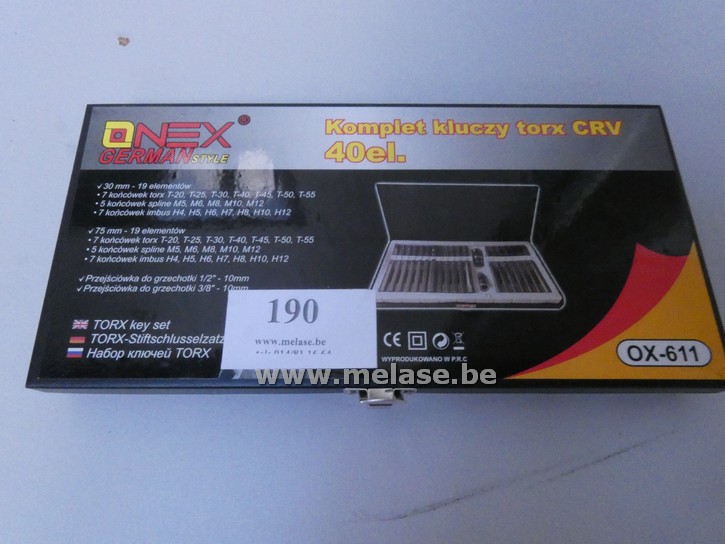 ONEX®
GERMAN STYLE
Komplet kluczy torx CRV
40el.
✓ 30 mm - 19 elementów
• 7 końcówek torx T-20, T-25, T-30, T-40, T-45, T-50, T-55
• 5 końcówek spline M5, M6, M8, M10, M12
• 7 końcówek imbus H4, H5, H6, H7, H8, H10, H12
✓ 75 mm - 19 elementów
• 7 końcówek torx T-20, T-25, T-30, T-40, T-45, T-50, T-55
• 5 końcówek spline M5, M6, M8, M10, M12
• 7 końcówek imbus H4, H5, H6, H7, H8, H10, H12
✓ Przejściówka do grzechotki 1/2" - 10mm
✓ Przejściówka do grzechotki 3/8" - 10mm
TORX key set
TORX-Stiftschlusselzatz
Набор ключей TORX
190
www.melase.be
CE
WYPRODUKOWANO W P.R.C
OX-611
www.melase.be